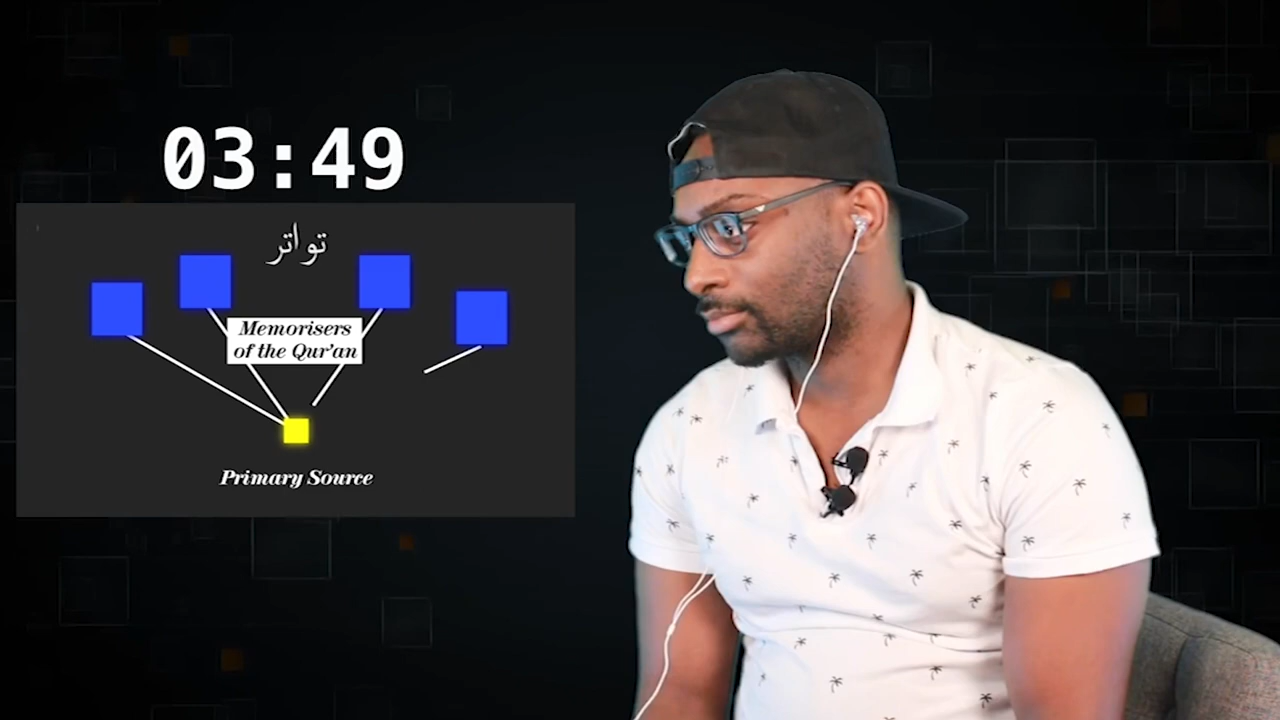 03:49
تواتر
Memorisers
of the Qur'an
Primary Source